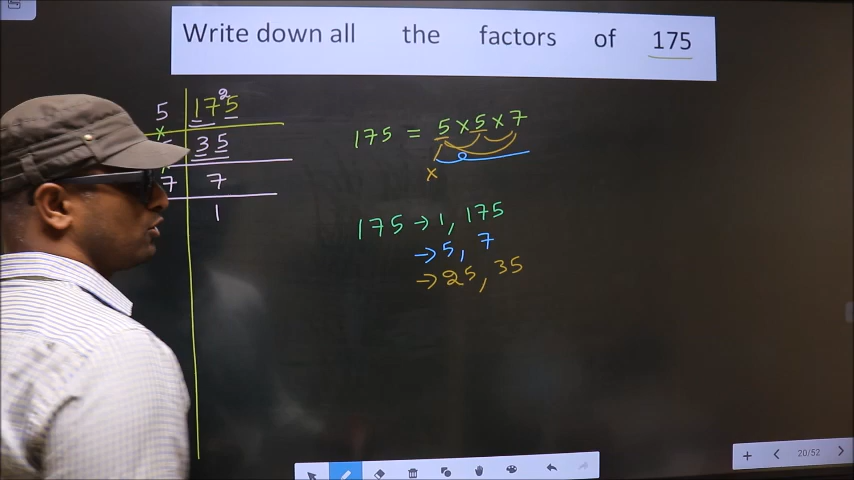 Write down all the factors of 175
5 175
2
35
7 7
1
175 = 5 x 5 x 7
x
175 → 1, 175
→ 5, 7
→ 25, 35
20/52